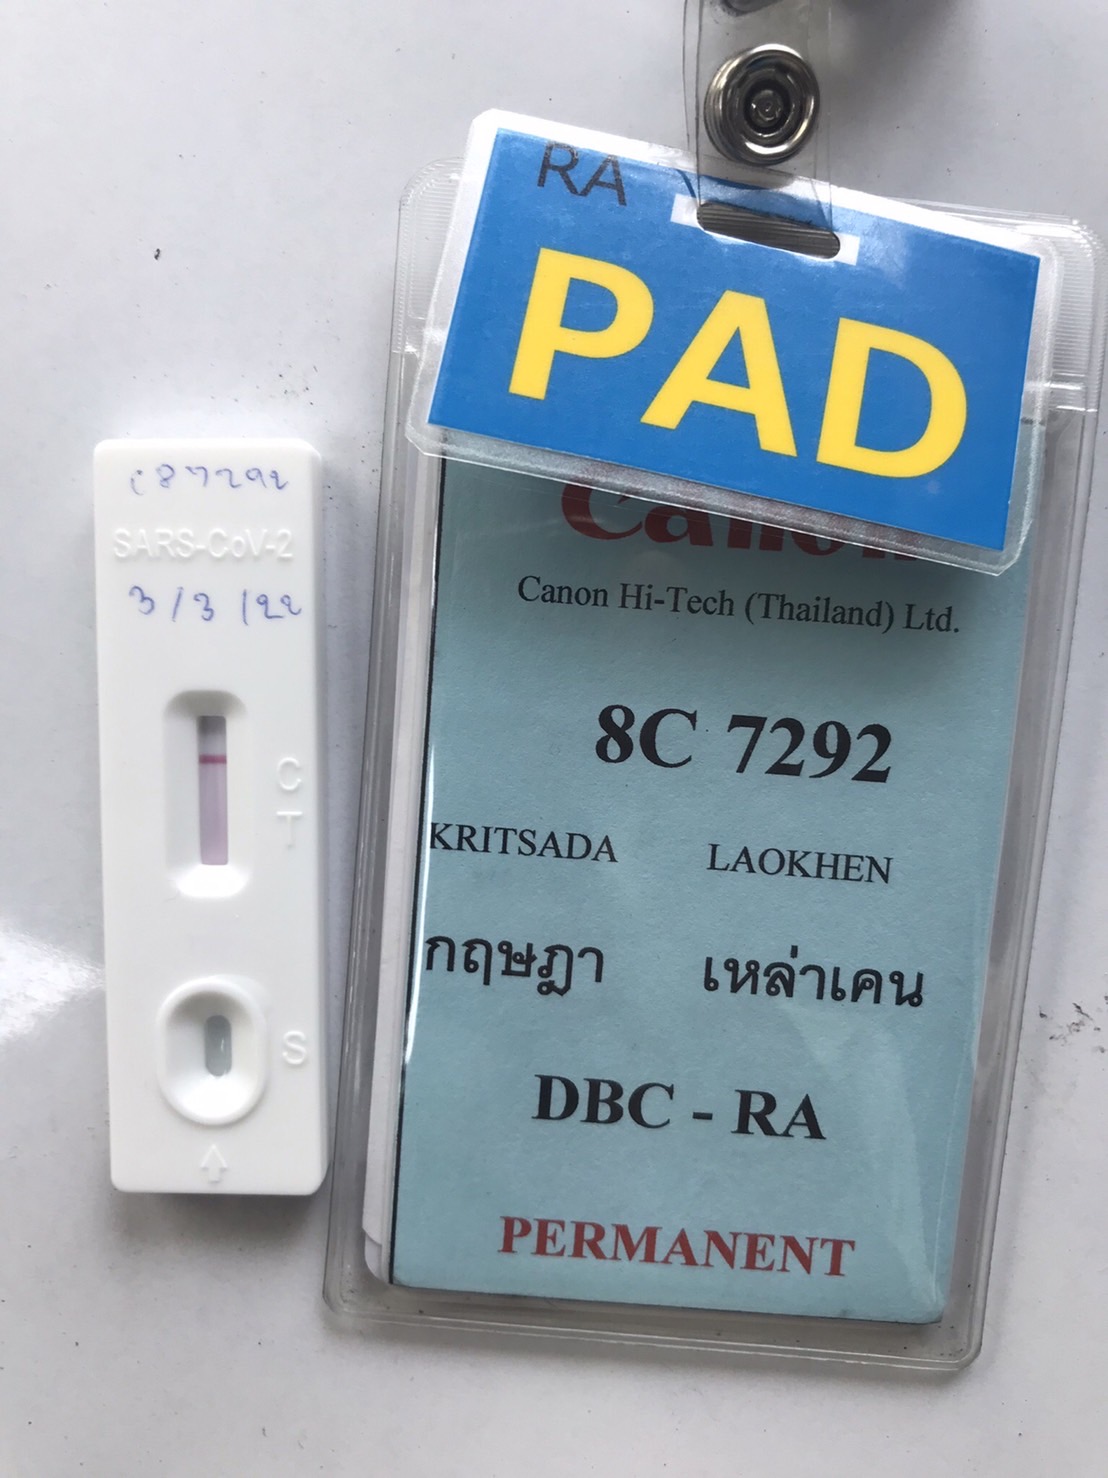 C87292
SARS-CoV-2
3/3/22
C
T
S
RA
PAD
Canon
Canon Hi-Tech (Thailand) Ltd.
8C 7292
KRITSADA LAOKHEN
กฤษฎา เหล่าเคน
DBC - RA
PERMANENT